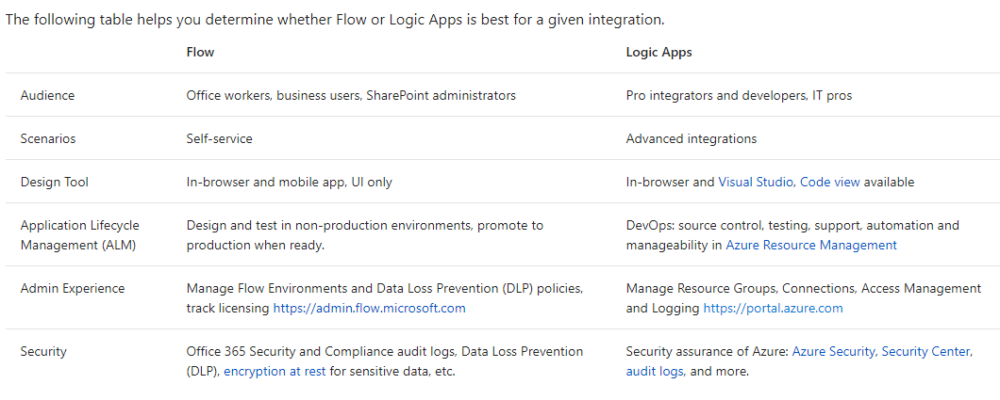 The following table helps you determine whether Flow or Logic Apps is best for a given integration.
Flow Logic Apps
Audience Office workers, business users, SharePoint administrators Pro integrators and developers, IT pros
Scenarios Self-service Advanced integrations
Design Tool In-browser and mobile app, UI only In-browser and Visual Studio, Code view available
Application Lifecycle Design and test in non-production environments, promote to DevOps: source control, testing, support, automation and
Management (ALM) production when ready. manageability in Azure Resource Management
Admin Experience Manage Flow Environments and Data Loss Prevention (DLP) policies, Manage Resource Groups, Connections, Access Management
track licensing https://admin.flow.microsoft.com and Logging https://portal.azure.com
Security Office 365 Security and Compliance audit logs, Data Loss Prevention Security assurance of Azure: Azure Security, Security Center,
(DLP), encryption at rest for sensitive data, etc. audit logs, and more.